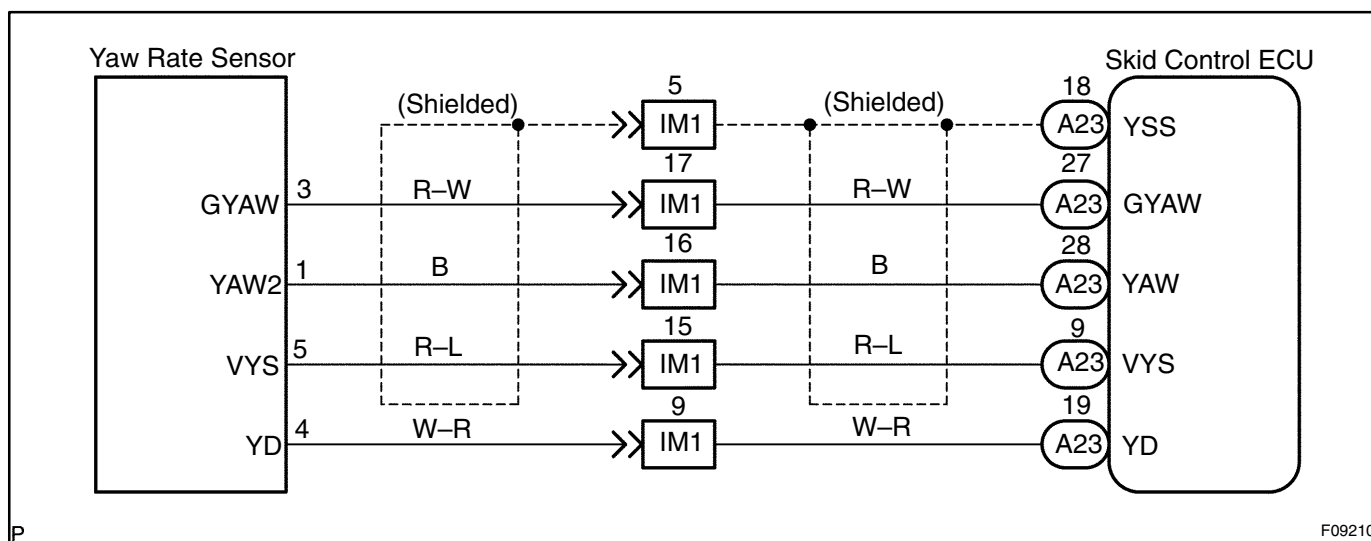 Yaw Rate Sensor
Skid Control ECU
(Shielded)
5
IM1
(Shielded)
18
A23
YSS
GYAW
3
R–W
17
IM1
R–W
27
A23
GYAW
YAW2
1
B
16
IM1
B
28
A23
YAW
VYS
5
R–L
15
IM1
R–L
9
A23
VYS
YD
4
W–R
9
IM1
W–R
19
A23
YD
P
F09210